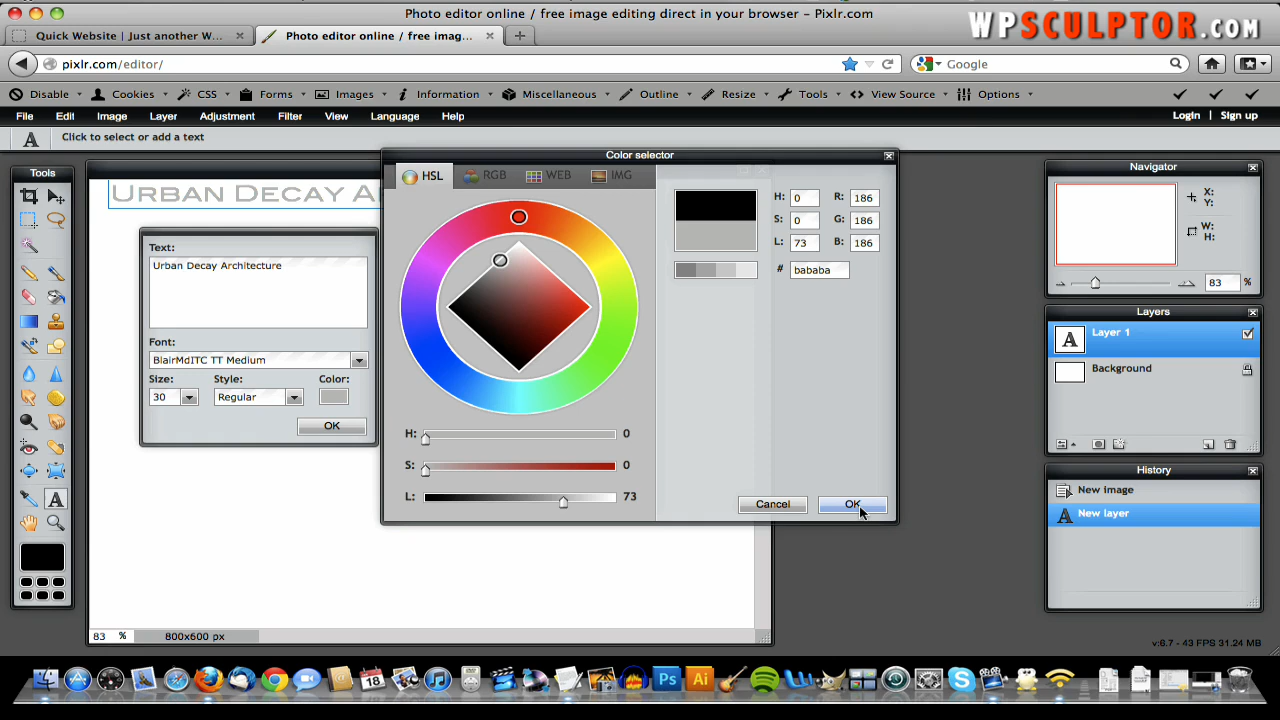 Photo editor online / free image editing direct in your browser – Pixlr.com
WPSCULPTOR.COM
Quick Website | Just another W...
Photo editor online / free imag...
pixlr.com/editor/
Google
Disable
Cookies
CSS
Forms
Images
Information
Miscellaneous
Outline
Resize
Tools
View Source
Options
File Edit Image Layer Adjustment Filter View Language Help
Login | Sign up
A Click to select or add a text
Tools
URBAN DECAY A
Text:
Urban Decay Architecture
Font:
BlairMdITC TT Medium
Size: Style: Color:
30 Regular
OK
Color selector
HSL RGB WEB IMG
H: 0 R: 186
S: 0 G: 186
L: 73 B: 186
# bababa
H: 0
S: 0
L: 73
Cancel OK
83 % 800x600 px
Navigator
X:
Y:
W:
H:
83 %
Layers
A Layer 1
Background
History
New image
A New layer
A
v:6.7 - 43 FPS 31.24 MB
18
Ps
Ai